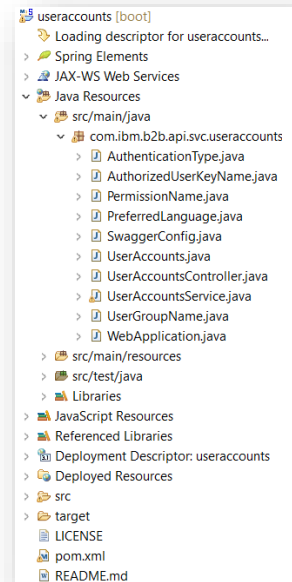 useraccounts [boot]
Loading descriptor for useraccounts...
Spring Elements
JAX-WS Web Services
Java Resources
src/main/java
com.ibm.b2b.api.svc.useraccounts
AuthenticationType.java
AuthorizedUserKeyName.java
PermissionName.java
PreferredLanguage.java
SwaggerConfig.java
UserAccounts.java
UserAccountsController.java
UserAccountsService.java
UserGroupName.java
WebApplication.java
src/main/resources
src/test/java
Libraries
JavaScript Resources
Referenced Libraries
Deployment Descriptor: useraccounts
Deployed Resources
src
target
LICENSE
pom.xml
README.md